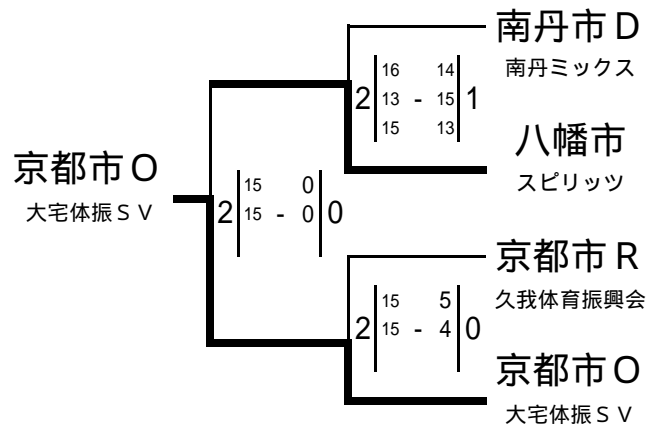 南丹市D
南丹ミックス
16 14
2 13 - 15 1
15 13
八幡市
スピリッツ
京都市O
大宅体振SV
15 0
2 15 - 0 0
京都市R
久我体育振興会
15 5
2 15 - 4 0
京都市O
大宅体振SV